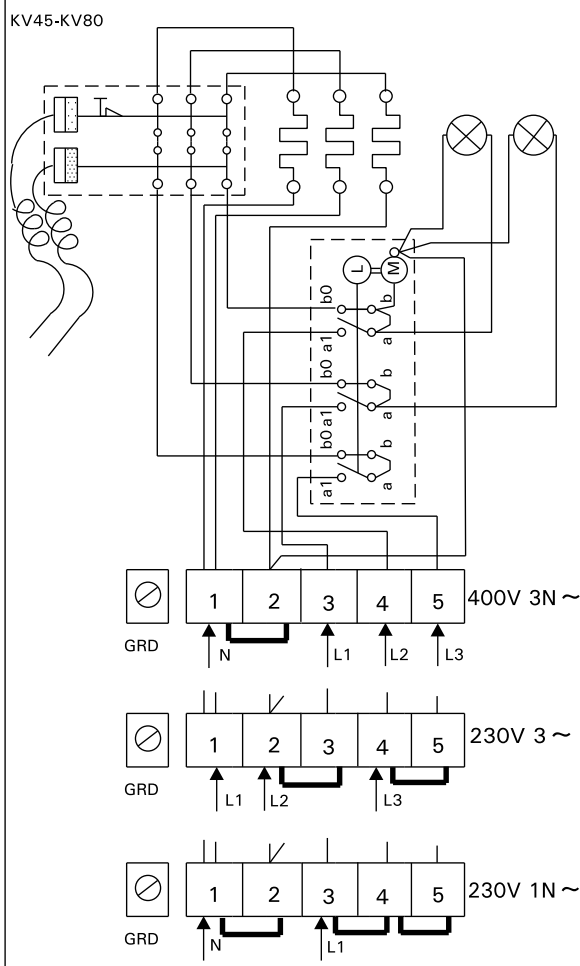 KV45-KV80
L M
b0 b
a1 a
b0 b
a1 a
b0 b
a1 a
1 2 3 4 5 400V 3N ~
GRD N L1 L2 L3
1 2 3 4 5 230V 3 ~
GRD L1 L2 L3
1 2 3 4 5 230V 1N ~
GRD N L1